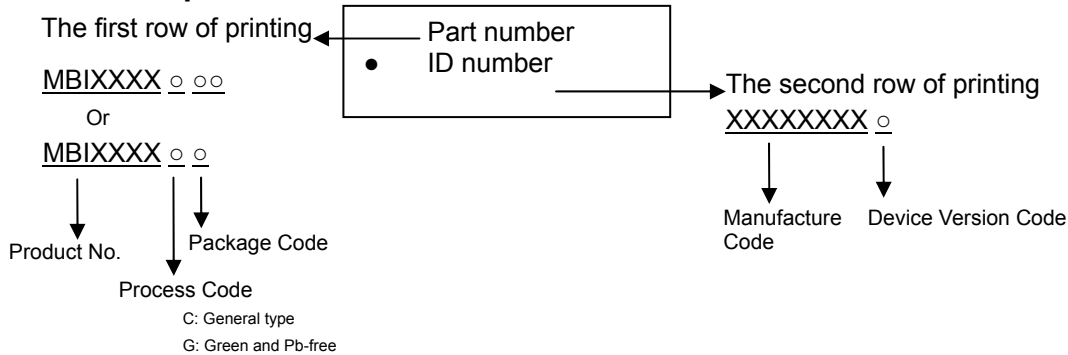 The first row of printing
Part number
● ID number
MBIXXXX ○ ○○
Or
MBIXXXX ○ ○
Product No.
Package Code
Process Code
C: General type
G: Green and Pb-free
The second row of printing
XXXXXXXX ○
Manufacture Code
Device Version Code